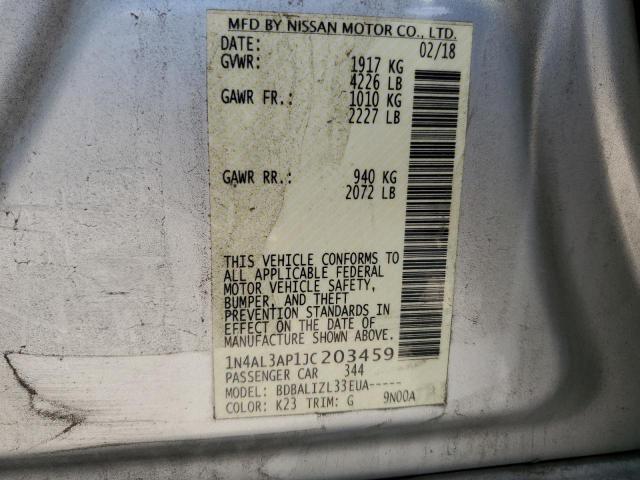 MFD BY NISSAN MOTOR CO., LTD.
DATE: 02/18
GVWR: 1917 KG
4226 LB
GAWR FR.: 1010 KG
2227 LB
GAWR RR.: 940 KG
2072 LB
THIS VEHICLE CONFORMS TO
ALL APPLICABLE FEDERAL
MOTOR VEHICLE SAFETY,
BUMPER, AND THEFT
PREVENTION STANDARDS IN
EFFECT ON THE DATE OF
MANUFACTURE SHOWN ABOVE.
1N4AL3AP1JC203459
PASSENGER CAR 344
MODEL: BDBALIZL33EUA-----
COLOR: K23 TRIM: G 9N00A